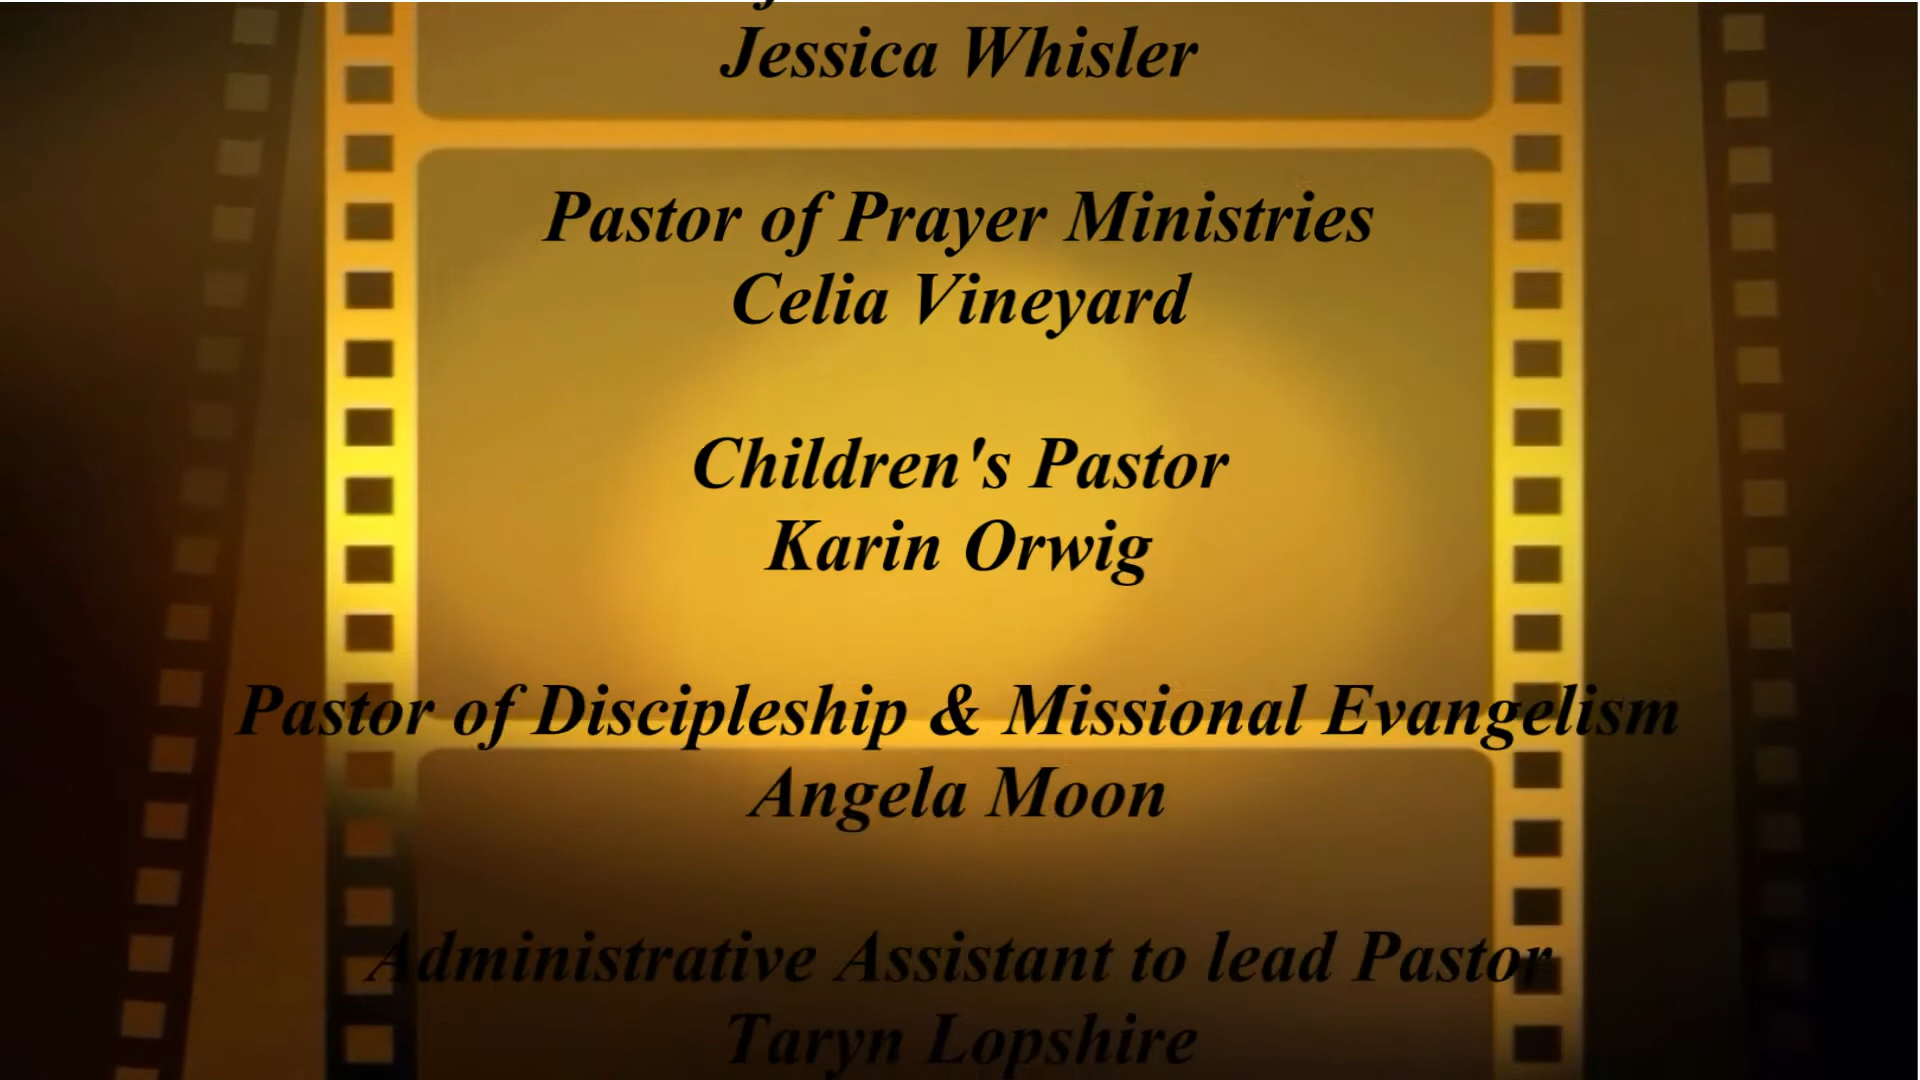 Jessica Whisler
Pastor of Prayer Ministries
Celia Vineyard
Children's Pastor
Karin Orwig
Pastor of Discipleship & Missional Evangelism
Angela Moon
Administrative Assistant to lead Pastor
Taryn Lopshire